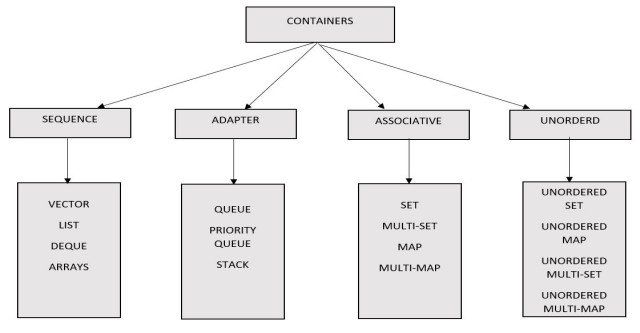 CONTAINERS
SEQUENCE
ADAPTER
ASSOCIATIVE
UNORDERD
VECTOR
LIST
DEQUE
ARRAYS
QUEUE
PRIORITY
QUEUE
STACK
SET
MULTI-SET
MAP
MULTI-MAP
UNORDERED
SET
UNORDERED
MAP
UNORDERED
MULTI-SET
UNORDERED
MULTI-MAP